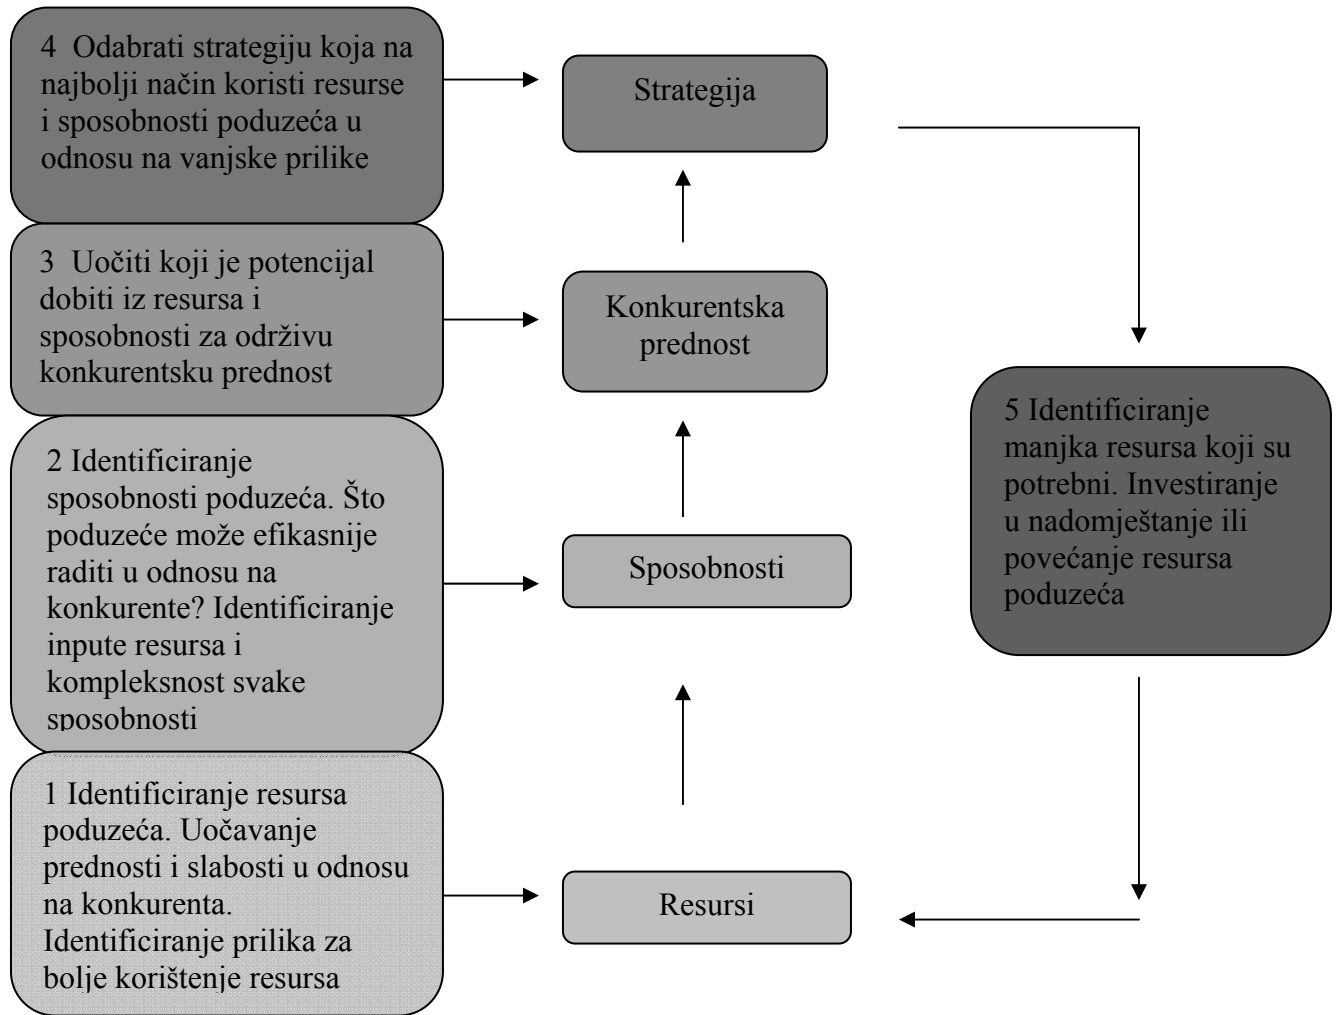 4  Odabrati strategiju koja na
najbolji način koristi resurse
i sposobnosti poduzeća u
odnosu na vanjske prilike
Strategija
3  Uočiti koji je potencijal
dobiti iz resursa i
sposobnosti za održivu
konkurentsku prednost
Konkurentska
prednost
5 Identificiranje
manjka resursa koji su
potrebni. Investiranje
u nadomještanje ili
povećanje resursa
poduzeća
2 Identificiranje
sposobnosti poduzeća. Što
poduzeće može efikasnije
raditi u odnosu na
konkurente? Identificiranje
inpute resursa i
kompleksnost svake
sposobnosti
Sposobnosti
1 Identificiranje resursa
poduzeća. Uočavanje
prednosti i slabosti u odnosu
na konkurenta.
Identificiranje prilika za
bolje korištenje resursa
Resursi